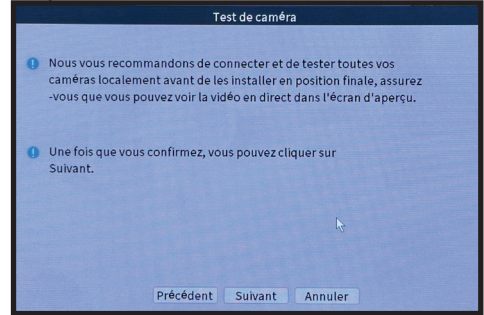 Test de caméra
Nous vous recommandons de connecter et de tester toutes vos
caméras localement avant de les installer en position finale, assurez
-vous que vous pouvez voir la vidéo en direct dans l'écran d'aperçu.
Une fois que vous confirmez, vous pouvez cliquer sur
Suivant.
Précédent Suivant Annuler